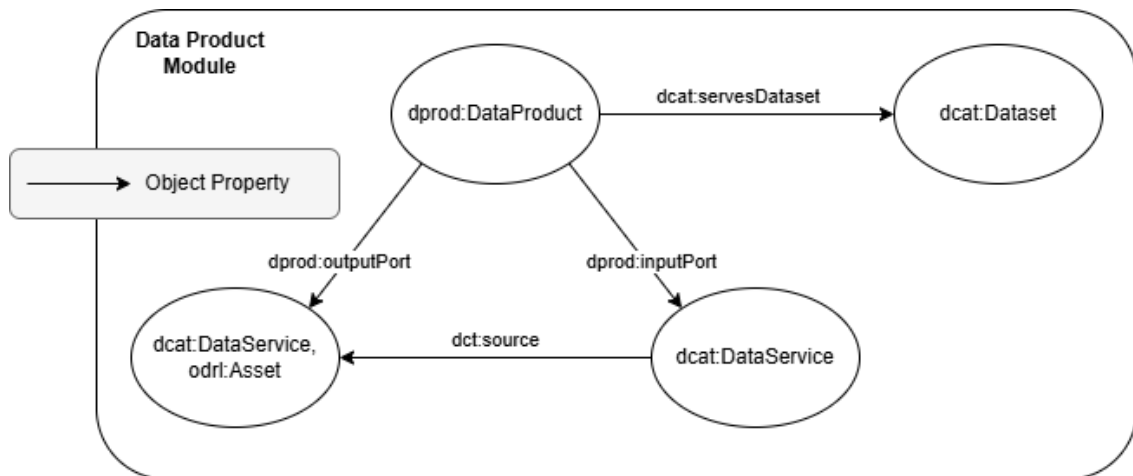 Data Product
Module
dprod:DataProduct
dcat:servesDataset
dcat:Dataset
Object Property
dprod:outputPort
dprod:inputPort
dcat:DataService,
odrl:Asset
dct:source
dcat:DataService